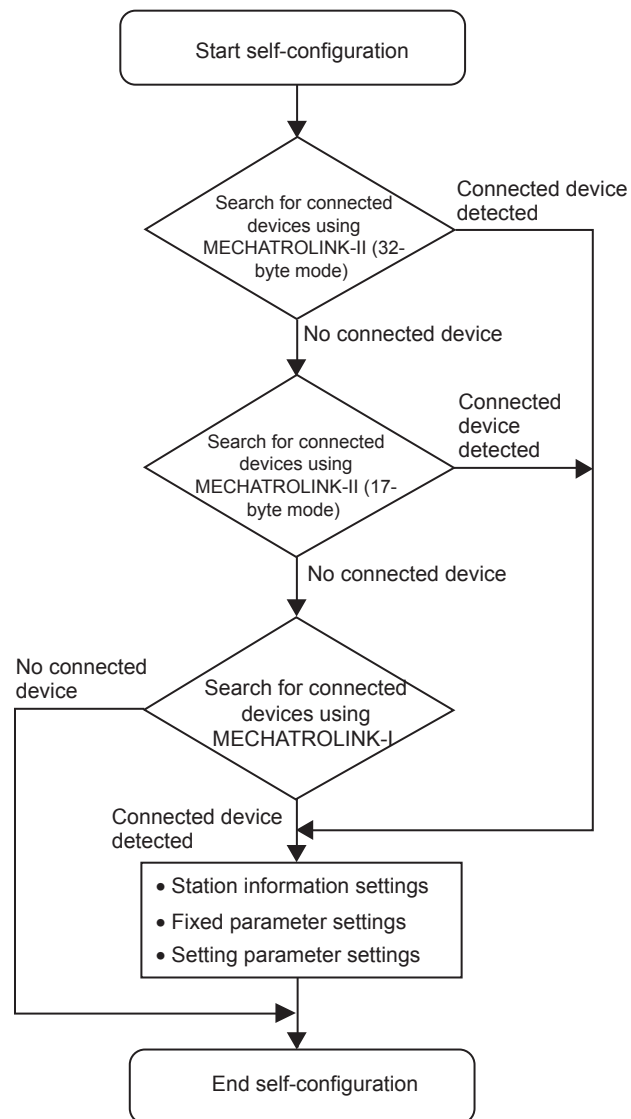 Start self-configuration
Search for connected
devices using
MECHATROLINK-II (32-
byte mode)
Connected device
detected
No connected device
Search for connected
devices using
MECHATROLINK-II (17-
byte mode)
Connected
device
detected
No connected device
Search for connected
devices using
MECHATROLINK-I
No connected
device
Connected device
detected
• Station information settings
• Fixed parameter settings
• Setting parameter settings
End self-configuration